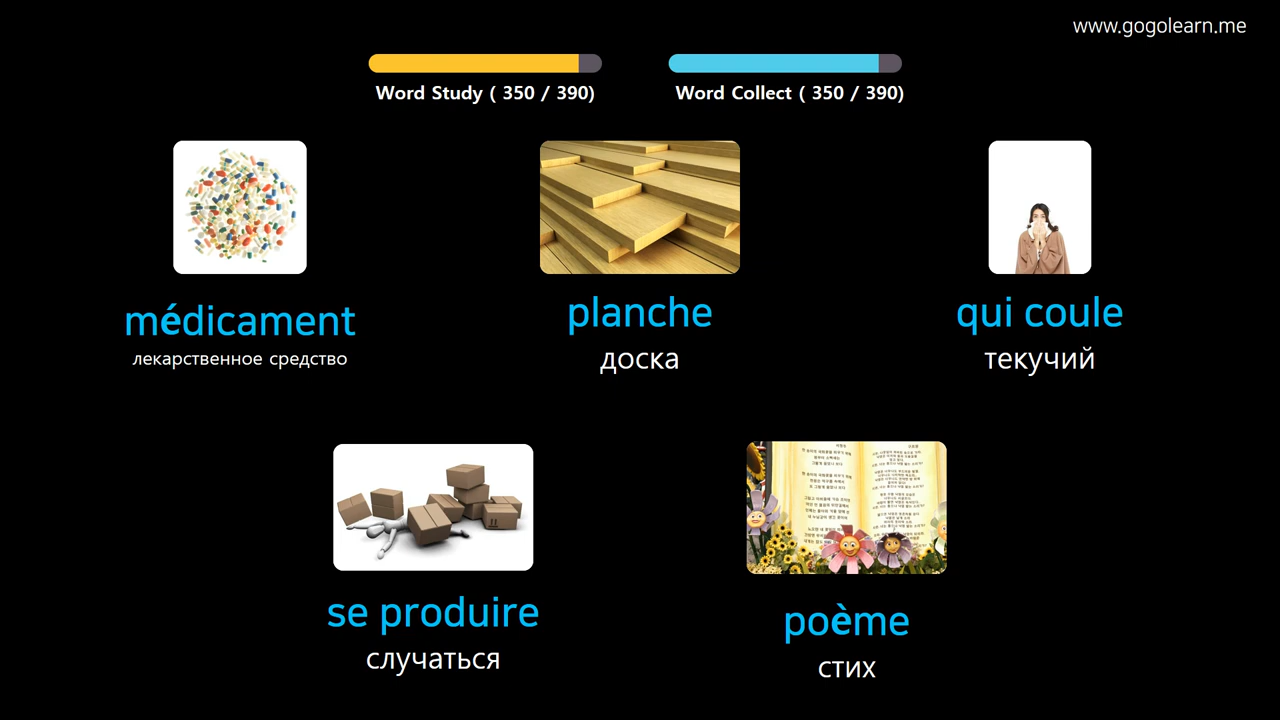 www.gogolearn.me
Word Study ( 350 / 390)
Word Collect ( 350 / 390)
médicament
лекарственное средство
planche
доска
qui coule
текучий
se produire
случаться
poème
стих